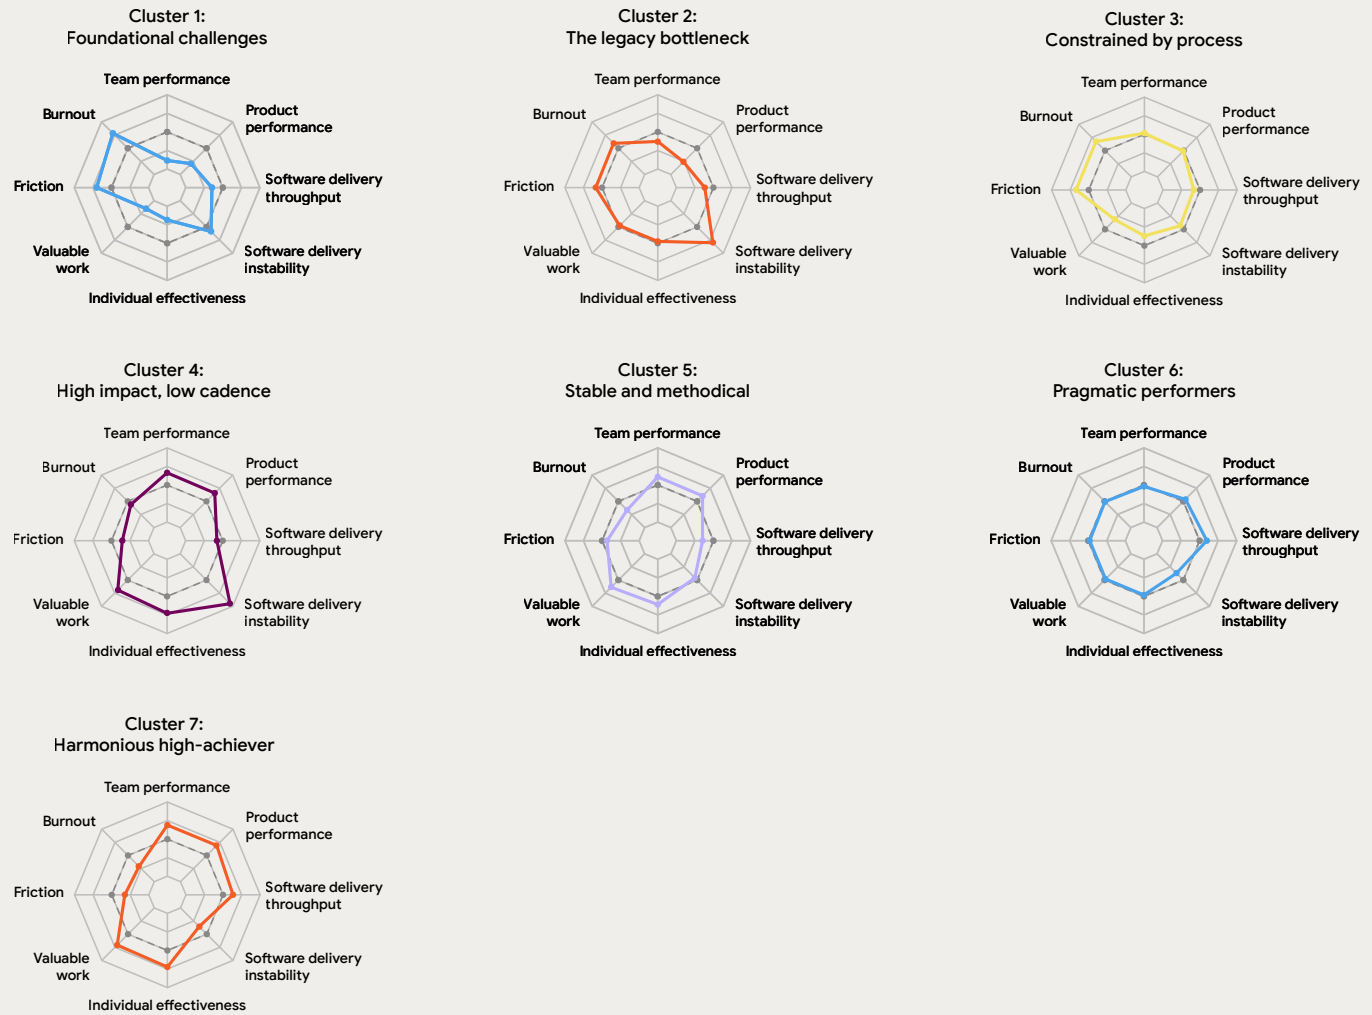 Cluster 1:
Foundational challenges
Team performance
Burnout
Product
performance
Friction
Software delivery
throughput
Valuable
work
Software delivery
instability
Individual effectiveness
Cluster 2:
The legacy bottleneck
Team performance
Burnout
Product
performance
Friction
Software delivery
throughput
Valuable
work
Software delivery
instability
Individual effectiveness
Cluster 3:
Constrained by process
Team performance
Burnout
Product
performance
Friction
Software delivery
throughput
Valuable
work
Software delivery
instability
Individual effectiveness
Cluster 4:
High impact, low cadence
Team performance
Burnout
Product
performance
Friction
Software delivery
throughput
Valuable
work
Software delivery
instability
Individual effectiveness
Cluster 5:
Stable and methodical
Team performance
Burnout
Product
performance
Friction
Software delivery
throughput
Valuable
work
Software delivery
instability
Individual effectiveness
Cluster 6:
Pragmatic performers
Team performance
Burnout
Product
performance
Friction
Software delivery
throughput
Valuable
work
Software delivery
instability
Individual effectiveness
Cluster 7:
Harmonious high-achiever
Team performance
Burnout
Product
performance
Friction
Software delivery
throughput
Valuable
work
Software delivery
instability
Individual effectiveness